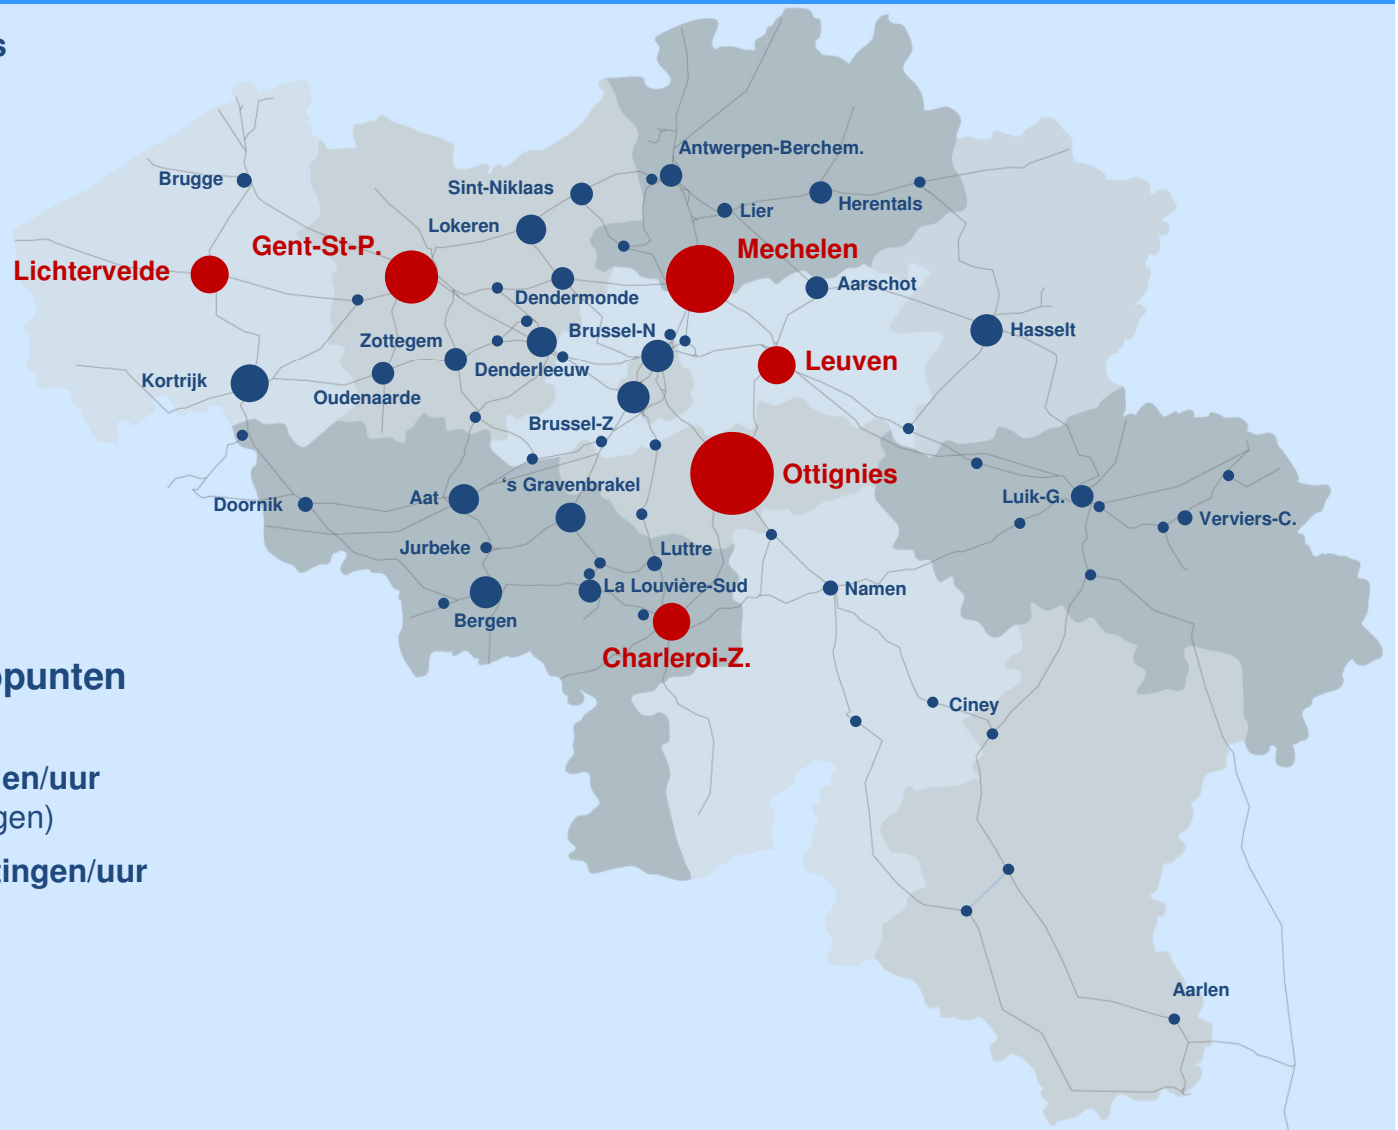 s
Antwerpen-Berchem.
Brugge
Sint-Niklaas
Herentals
Lier
Lokeren
Gent-St-P.
Mechelen
Lichtervelde
Aarschot
Dendermonde
Brussel-N
Hasselt
Zottegem
Denderleeuw
Leuven
Kortrijk
Oudenaarde
Brussel-Z
Ottignies
's Gravenbrakel
Aat
Luik-G.
Doornik
Verviers-C.
Jurbeke
Luttre
La Louvière-Sud
Namen
Bergen
Charleroi-Z.
punten
Ciney
en/uur
gen)
tingen/uur
Aarlen